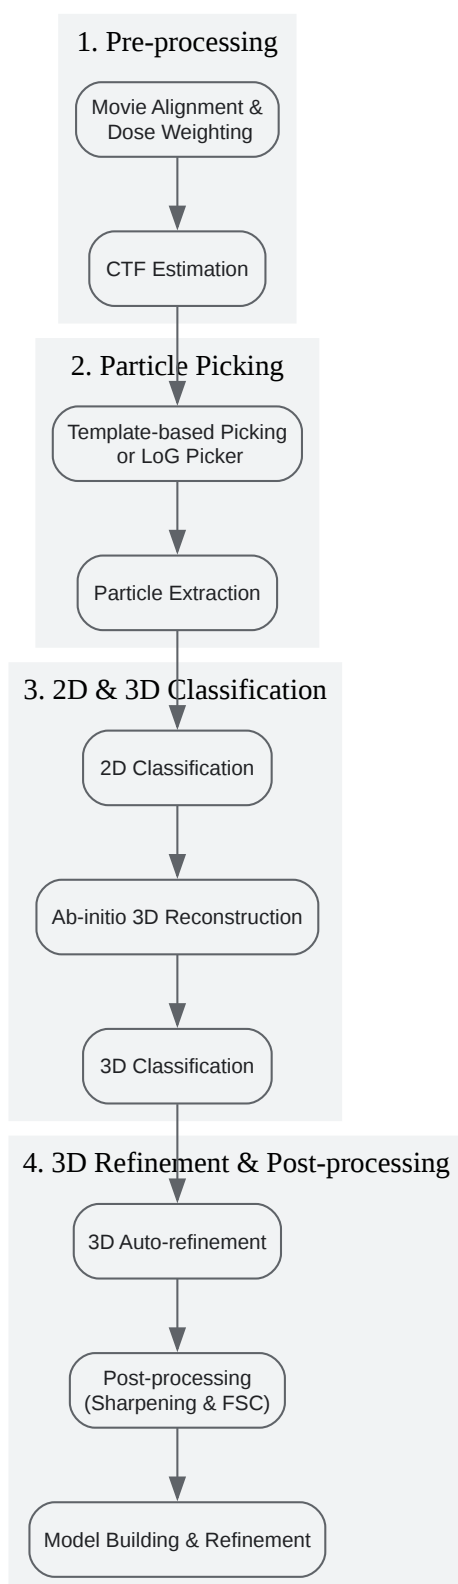 1. Pre-processing
Movie Alignment &
Dose Weighting
CTF Estimation
2. Particle Picking
Template-based Picking
or LoG Picker
Particle Extraction
3. 2D & 3D Classification
2D Classification
Ab-initio 3D Reconstruction
3D Classification
4. 3D Refinement & Post-processing
3D Auto-refinement
Post-processing
(Sharpening & FSC)
Model Building & Refinement